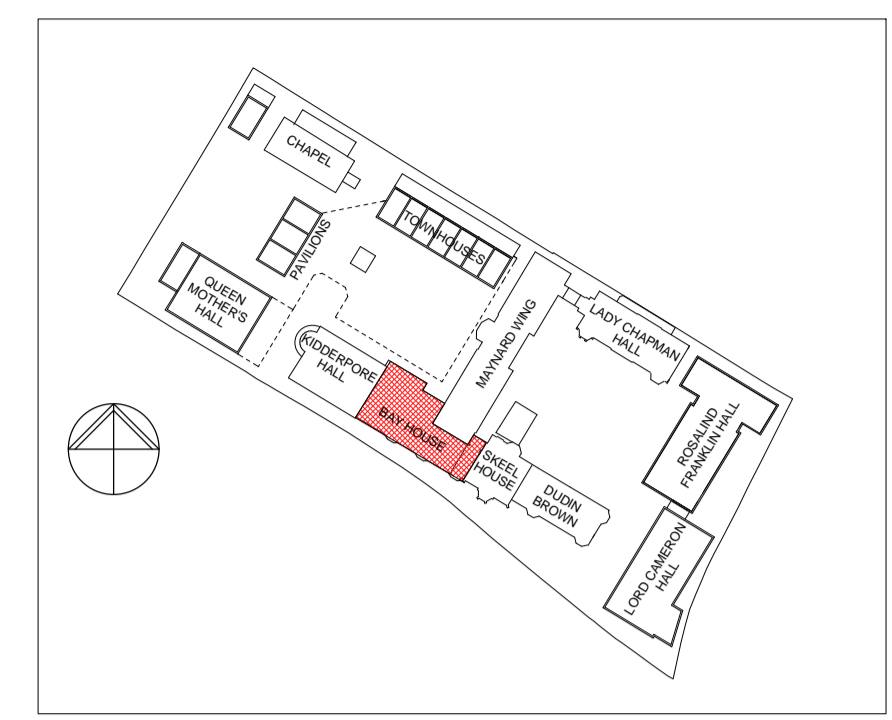 CHAPEL
TOWNHOUSES
PAVILIONS
QUEEN
MOTHER'S
HALL
KIDDERPORE
HALL
MAYNARD WING
LADY CHAPMAN
HALL
BAY HOUSE
SKEEL
HOUSE
DUDIN
BROWN
ROSALIND
FRANKLIN HALL
LORD CAMERON
HALL